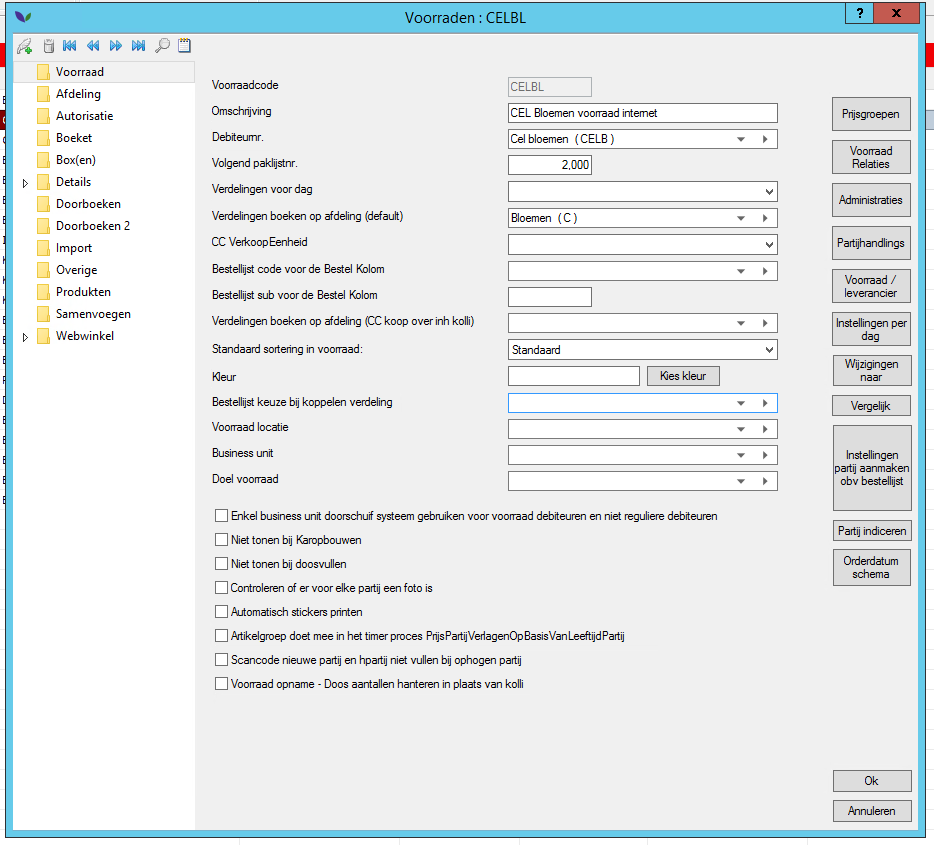 Voorraden : CELBL
?
x
Voorraad
Afdeling
Autorisatie
Boeket
Box(en)
Details
Doorboeken
Doorboeken 2
Import
Overige
Produkten
Samenvoegen
Webwinkel
Voorraadcode
CELBL
Omschrijving
CEL Bloemen voorraad internet
Debiteurnr.
Cel bloemen (CELB )
Volgend paklijstnr.
2,000
Verdelingen voor dag
Verdelingen boeken op afdeling (default)
Bloemen (C )
CC VerkoopEenheid
Bestellijst code voor de Bestel Kolom
Bestellijst sub voor de Bestel Kolom
Verdelingen boeken op afdeling (CC koop over inh kolli)
Standaard sortering in voorraad:
Standaard
Kleur
Kies kleur
Bestellijst keuze bij koppelen verdeling
Voorraad locatie
Business unit
Doel voorraad
Enkel business unit doorschuif systeem gebruiken voor voorraad debiteuren en niet reguliere debiteuren
Niet tonen bij Karopbouwen
Niet tonen bij doosvullen
Controleren of er voor elke partij een foto is
Automatisch stickers printen
Artikelgroep doet mee in het timer proces PrijsPartijVerlagenOpBasisVanLeeftijdPartij
Scancode nieuwe partij en hpartij niet vullen bij ophogen partij
Voorraad opname - Doos aantallen hanteren in plaats van kolli
Prijsgroepen
Voorraad
Relaties
Administraties
Partijhandlings
Voorraad /
leverancier
Instellingen per
dag
Wijzigingen
naar
Vergelijk
Instellingen
partij aanmaken
obv bestellijst
Partij indiceren
Orderdatum
schema
Ok
Annuleren